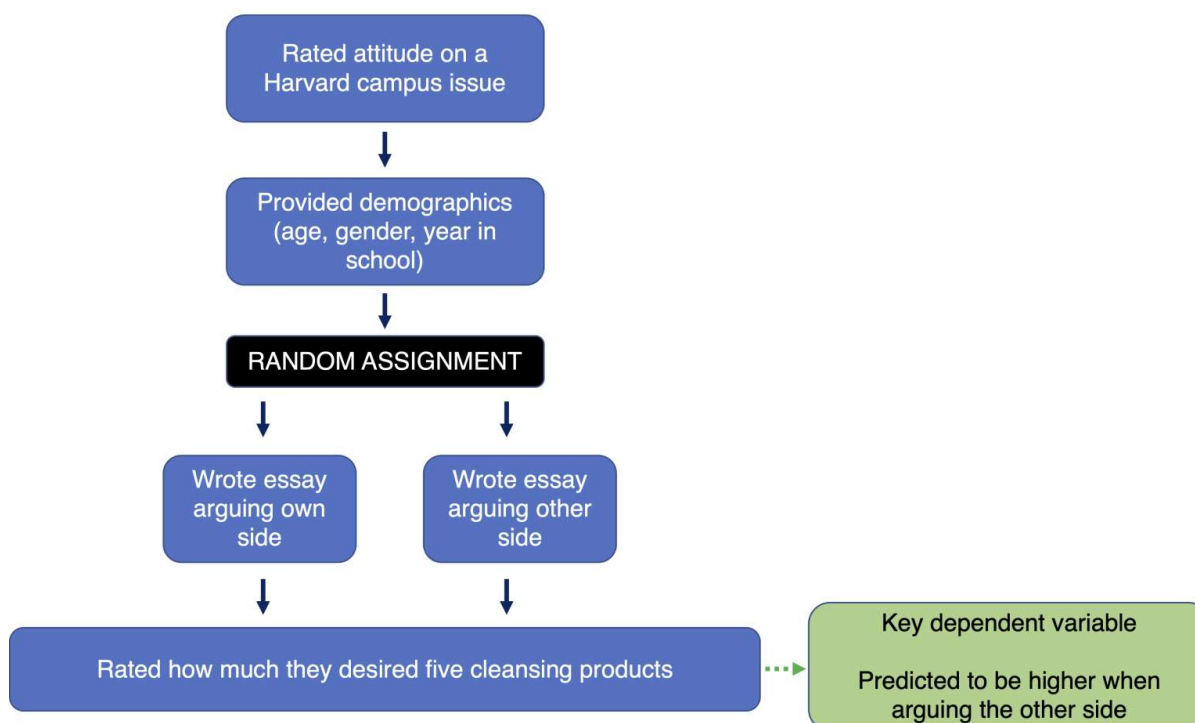 Rated attitude on a
Harvard campus issue
Provided demographics
(age, gender, year in
school)
RANDOM ASSIGNMENT
Wrote essay
arguing own
side
Wrote essay
arguing other
side
Rated how much they desired five cleansing products
Key dependent variable
Predicted to be higher when
arguing the other side